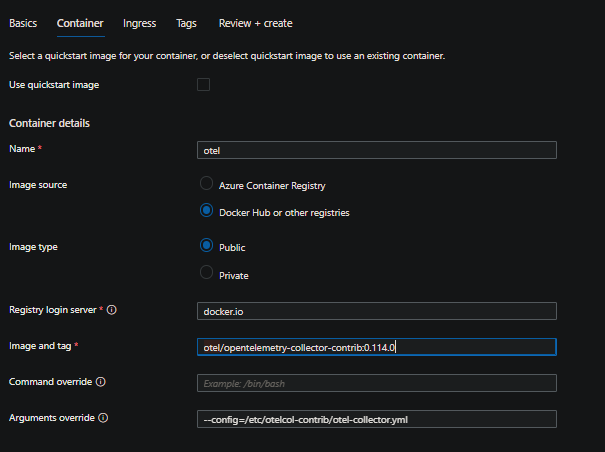 Basics Container Ingress Tags Review + create
Select a quickstart image for your container, or deselect quickstart image to use an existing container.
Use quickstart image
Container details
Name * otel
Image source Azure Container Registry
Docker Hub or other registries
Image type Public
Private
Registry login server * docker.io
Image and tag * otel/opentelemetry-collector-contrib:0.114.0
Command override Example: /bin/bash
Arguments override --config=/etc/otelcol-contrib/otel-collector.yml